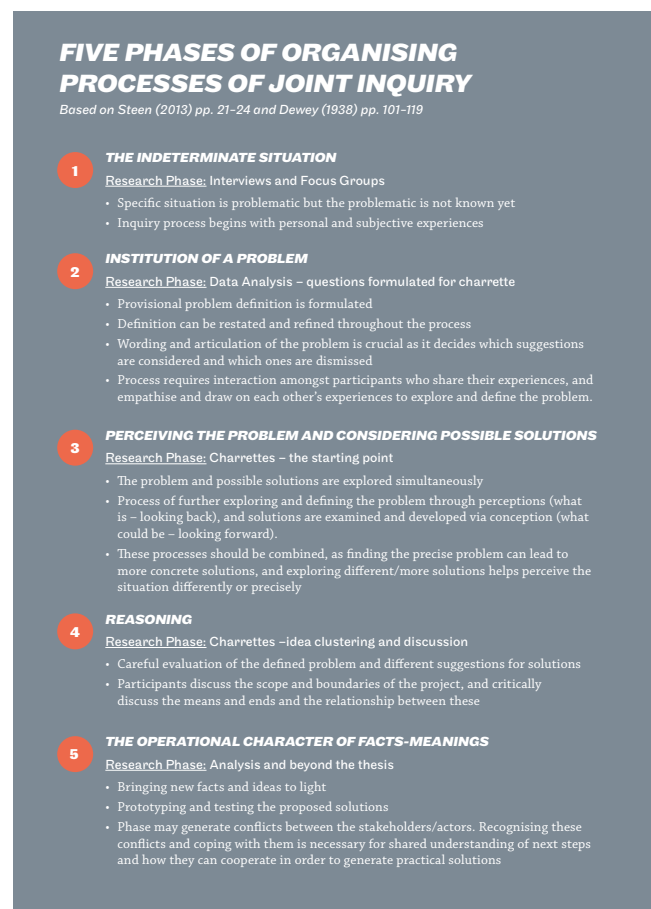 FIVE PHASES OF ORGANISING
PROCESSES OF JOINT INQUIRY
Based on Steen (2013) pp. 21–24 and Dewey (1938) pp. 101–119
1
THE INDETERMINATE SITUATION
Research Phase: Interviews and Focus Groups
• Specific situation is problematic but the problematic is not known yet
• Inquiry process begins with personal and subjective experiences
2
INSTITUTION OF A PROBLEM
Research Phase: Data Analysis – questions formulated for charrette
• Provisional problem definition is formulated
• Definition can be restated and refined throughout the process
• Wording and articulation of the problem is crucial as it decides which suggestions
are considered and which ones are dismissed
• Process requires interaction amongst participants who share their experiences, and
empathise and draw on each other’s experiences to explore and define the problem.
3
PERCEIVING THE PROBLEM AND CONSIDERING POSSIBLE SOLUTIONS
Research Phase: Charrettes – the starting point
• The problem and possible solutions are explored simultaneously
• Process of further exploring and defining the problem through perceptions (what
is – looking back), and solutions are examined and developed via conception (what
could be – looking forward).
• These processes should be combined, as finding the precise problem can lead to
more concrete solutions, and exploring different/more solutions helps perceive the
situation differently or precisely
4
REASONING
Research Phase: Charrettes –idea clustering and discussion
• Careful evaluation of the defined problem and different suggestions for solutions
• Participants discuss the scope and boundaries of the project, and critically
discuss the means and ends and the relationship between these
5
THE OPERATIONAL CHARACTER OF FACTS-MEANINGS
Research Phase: Analysis and beyond the thesis
• Bringing new facts and ideas to light
• Prototyping and testing the proposed solutions
• Phase may generate conflicts between the stakeholders/actors. Recognising these
conflicts and coping with them is necessary for shared understanding of next steps
and how they can cooperate in order to generate practical solutions